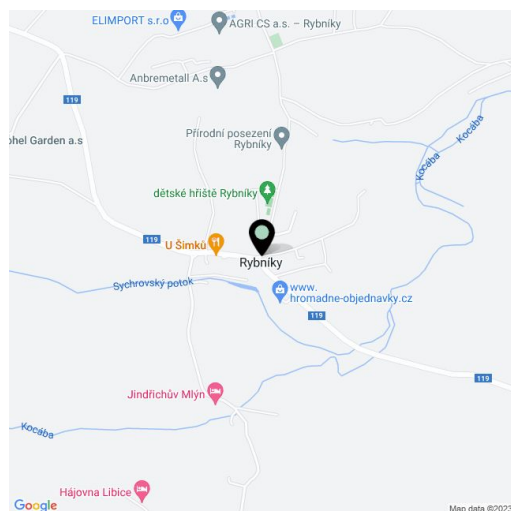 ELIMPORT s.r.o
AGRI CS a.s. – Rybníky
Anbremetall A.s
119
ohel Garden a.s
Přírodní posezení
Rybníky
Kocába
Kocába
dětské hřiště Rybníky
119
U Šimků
Rybníky
Sychrovský potok
www.
hromadne-objednavky.cz
119
119
Jindřichův Mlýn
Kocába
Hájovna Libice
Google
Map data ©2023